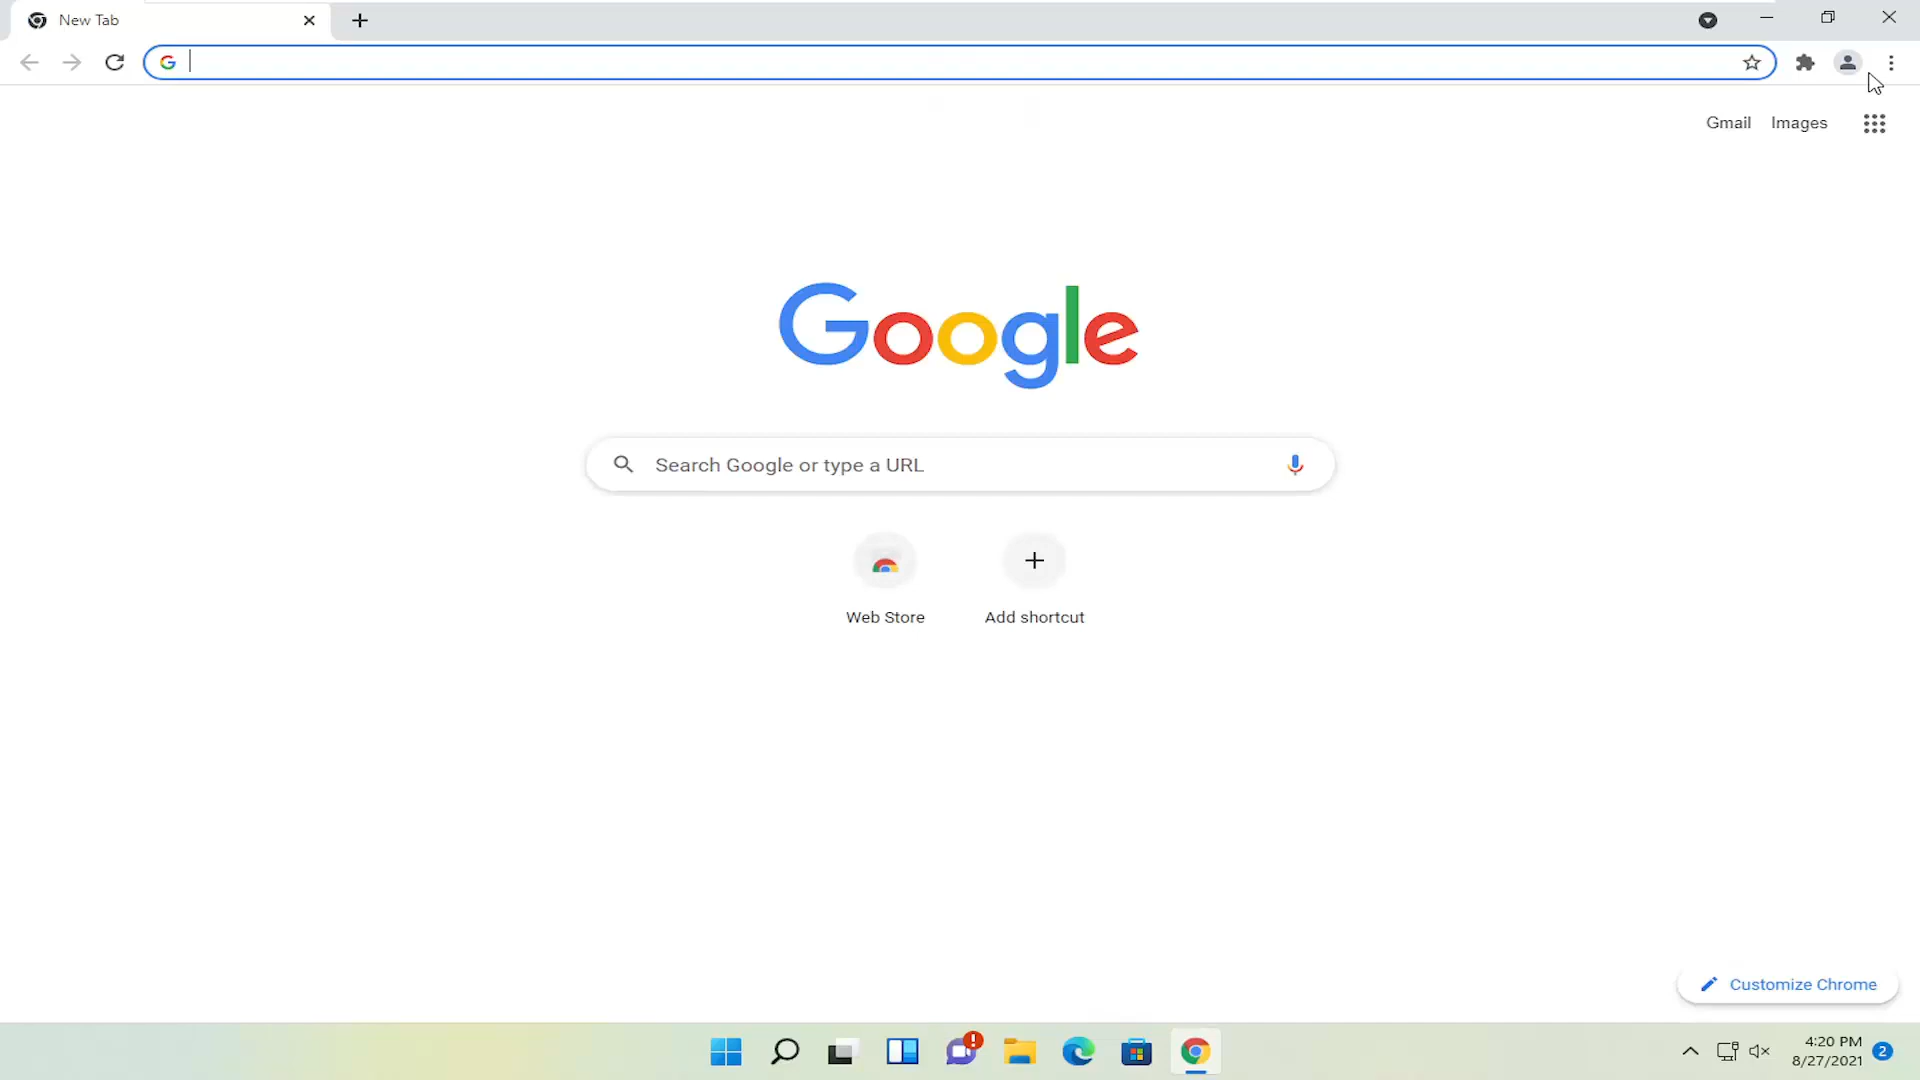 New Tab
Gmail Images
Google
Search Google or type a URL
Web Store Add shortcut
Customize Chrome
4:20 PM
8/27/2021 2